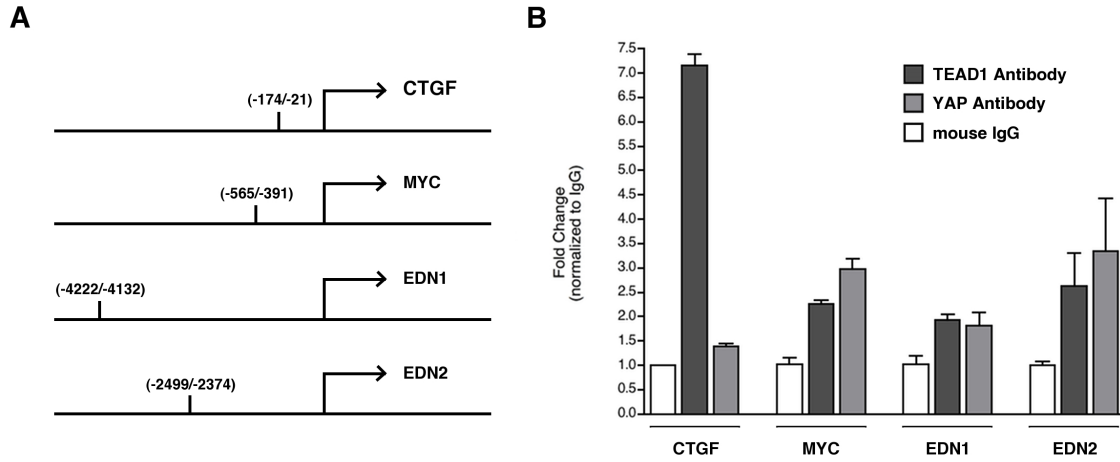 A
(-174/-21)
CTGF
(-565/-391)
MYC
(-4222/-4132)
EDN1
(-2499/-2374)
EDN2
B
TEAD1 Antibody
YAP Antibody
mouse IgG
Fold Change
(normalized to IgG)
7.5
7.0
6.5
6.0
5.5
5.0
4.5
4.0
3.5
3.0
2.5
2.0
1.5
1.0
0.5
0.0
CTGF
MYC
EDN1
EDN2